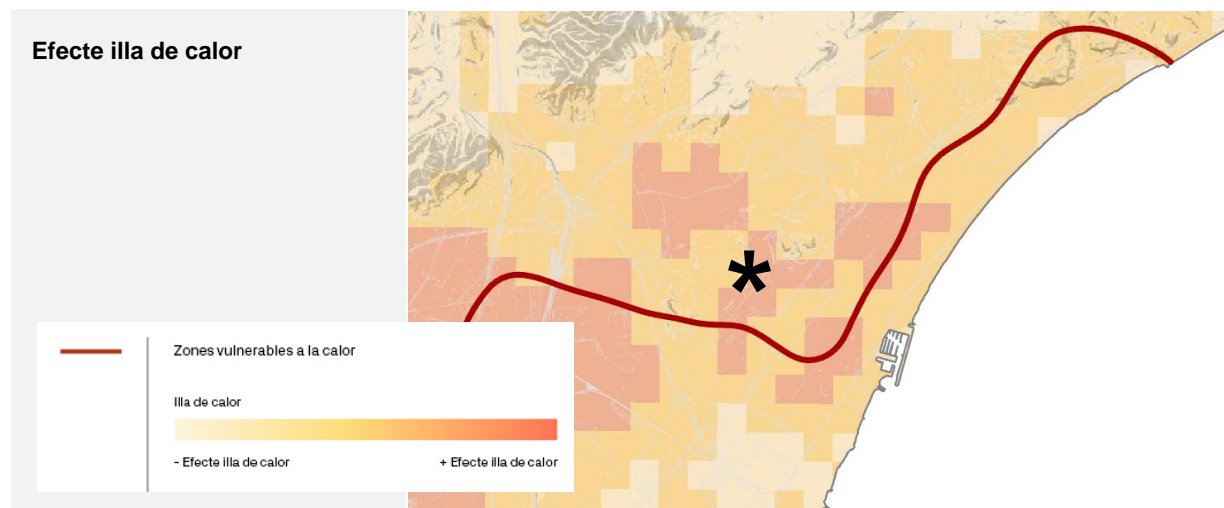 Efecte illa de calor
*
Zones vulnerables a la calor
Illa de calor
- Efecte illa de calor + Efecte illa de calor